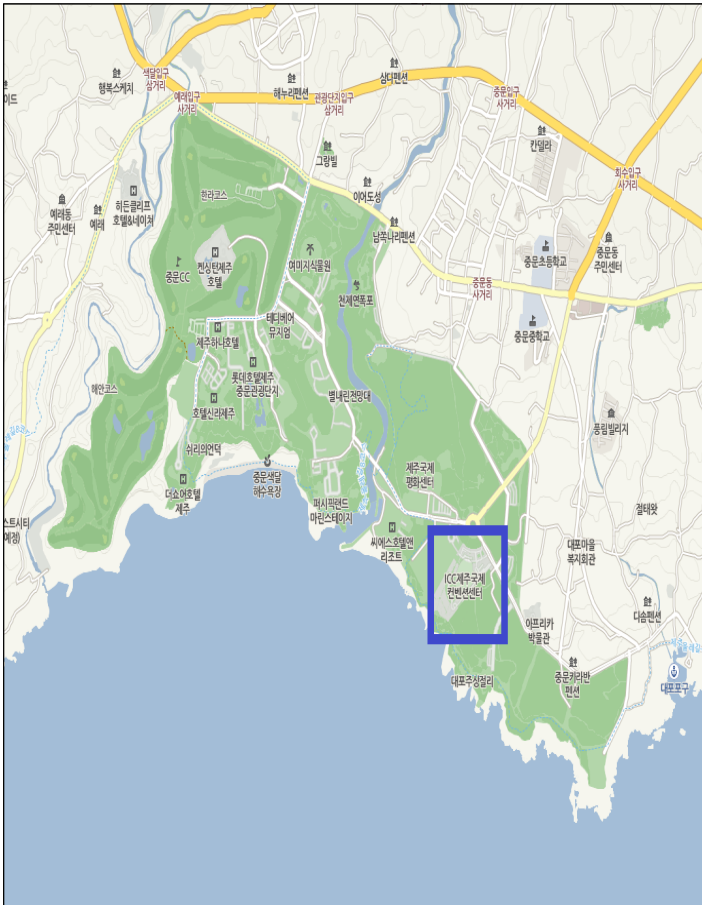 색달입구
삼거리
행복스케치
이드
예래입구
사거리
해누리펜션
관광단지입구
삼거리
삼다펜션
중문입구
사거리
칸델라
그랑빌
회수입구
사거리
한라코스
이어도성
히든클리프
호텔&네이쳐
예래동
주민센터
예래
남쪽나라펜션
중문초등학교
중문동
주민센터
켄싱턴제주
호텔
여미지식물원
중문CC
천제연폭포
중문동
사거리
테디베어
뮤지엄
제주하나호텔
중문중학교
롯데호텔제주
중문관광단지
해안코스
별내린전망대
호텔신라제주
풍림빌리지
쉬리의언덕
제주국제
평화센터
중문색달
해수욕장
더쇼어호텔
제주
퍼시픽랜드
마린스테이지
절태왓
스트시티
예정)
씨에스호텔앤
리조트
대포마을
복지회관
ICC제주국제
컨벤션센터
다솜펜션
아프리카
박물관
대포주상절리
중문카라반
펜션
대포포구